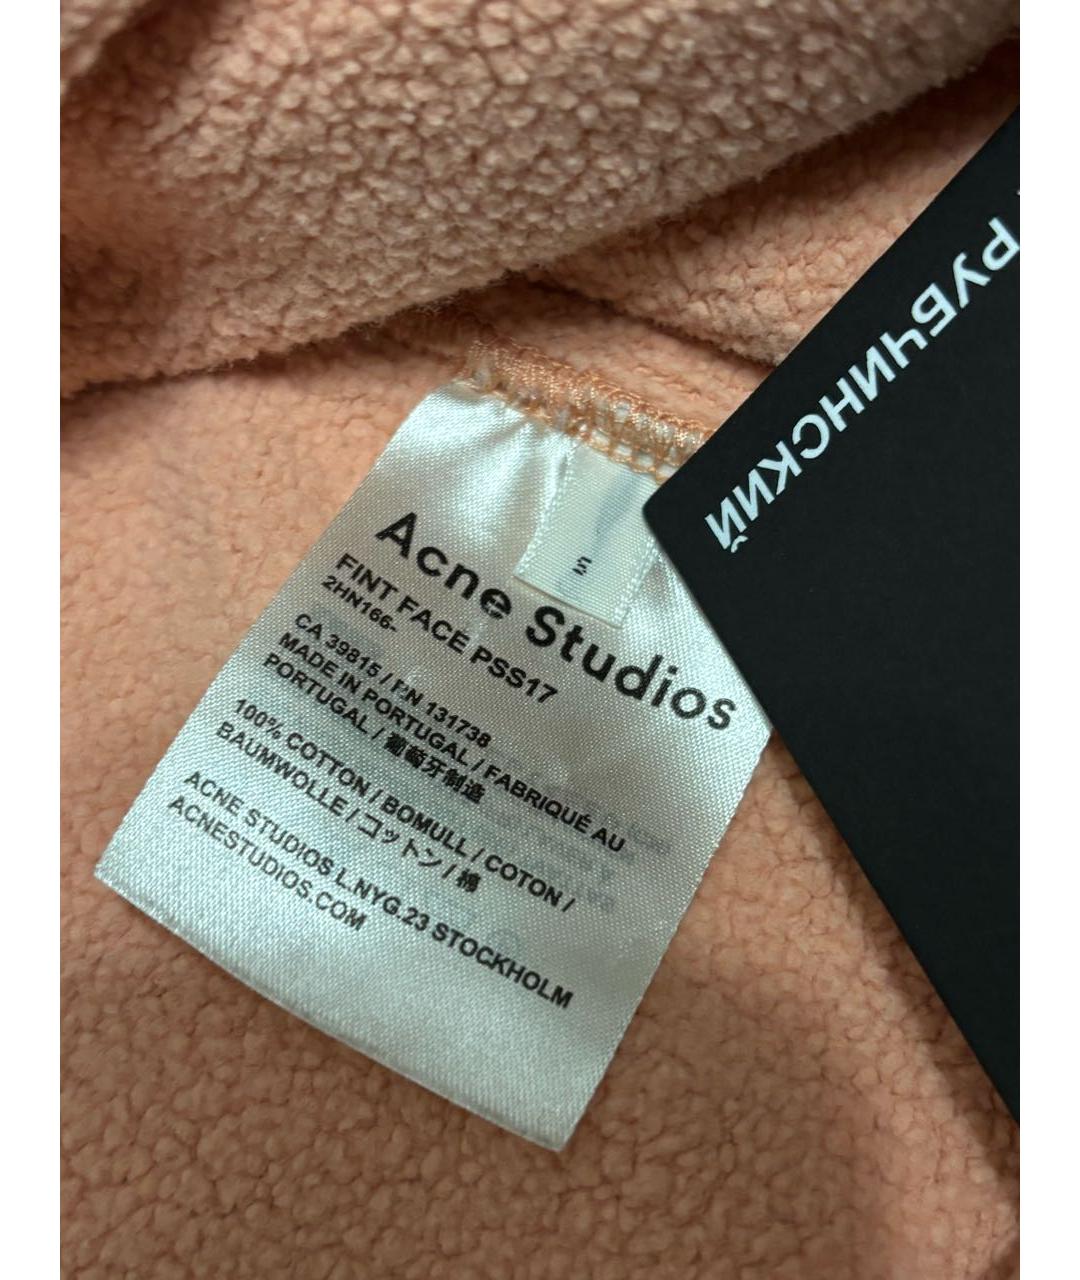 Acne Studios
FINT FACE PSS17
2HN166-
CA 39815 / RN 131738
MADE IN PORTUGAL / FABRIQUÉ AU
PORTUGAL / 葡萄牙制造
100% COTTON / BOMULL / COTON /
BAUMWOLLE / コットン / 棉
ACNE STUDIOS L.NYG.23 STOCKHOLM
ACNESTUDIOS.COM
РУБЧИНСКИЙ